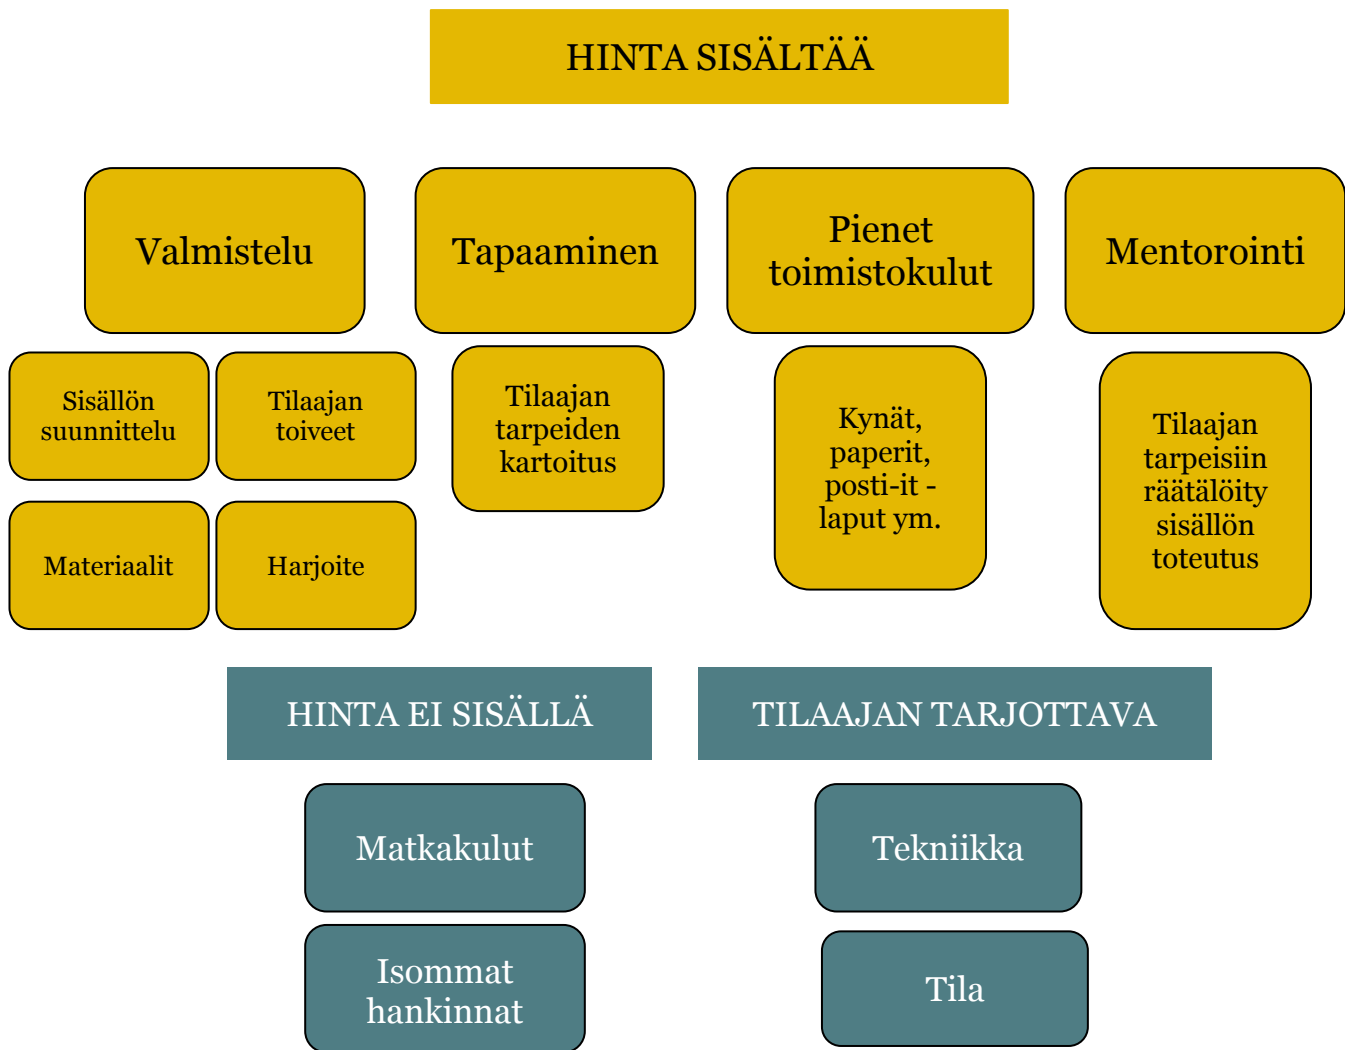 HINTA SISÄLTÄÄ
Valmistelu
Tapaaminen
Pienet
toimistokulut
Mentorointi
Sisällön
suunnittelu
Tilaajan
toiveet
Materiaalit
Harjoite
Tilaajan
tarpeiden
kartoitus
Kynät,
paperit,
posti-it -
laput ym.
Tilaajan
tarpeisiin
räätälöity
sisällön
toteutus
HINTA EI SISÄLLÄ
Matkakulut
Isommat
hankinnat
TILAAJAN TARJOTTAVA
Tekniikka
Tila